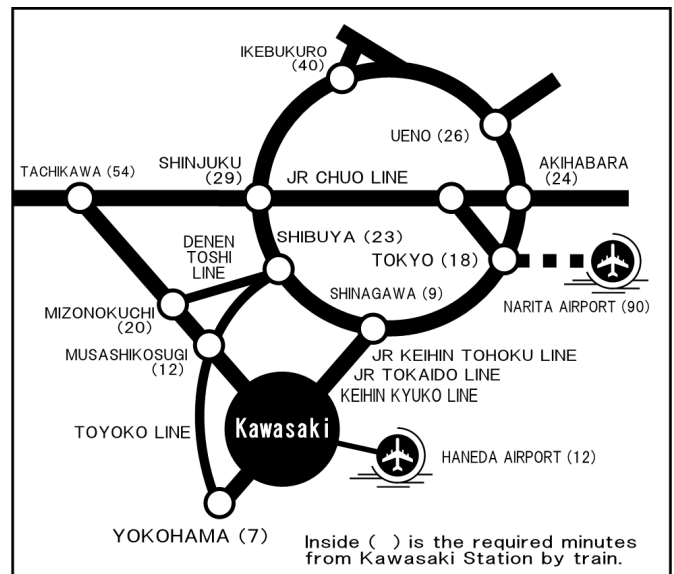 IKEBUKURO
(40)
UENO (26)
TACHIKAWA (54)
SHINJUKU
(29)
JR CHUO LINE
AKIHABARA
(24)
DENEN
TOSHI
LINE
SHIBUYA (23)
TOKYO (18)
MIZONOKUCHI
(20)
SHINAGAWA (9)
NARITA AIRPORT (90)
MUSASHIKOSUGI
(12)
JR KEIHIN TOHOKU LINE
JR TOKAIDO LINE
KEIHIN KYUKO LINE
TOYOKO LINE
Kawasaki
HANEDA AIRPORT (12)
YOKOHAMA (7)
Inside (  ) is the required minutes
from Kawasaki Station by train.